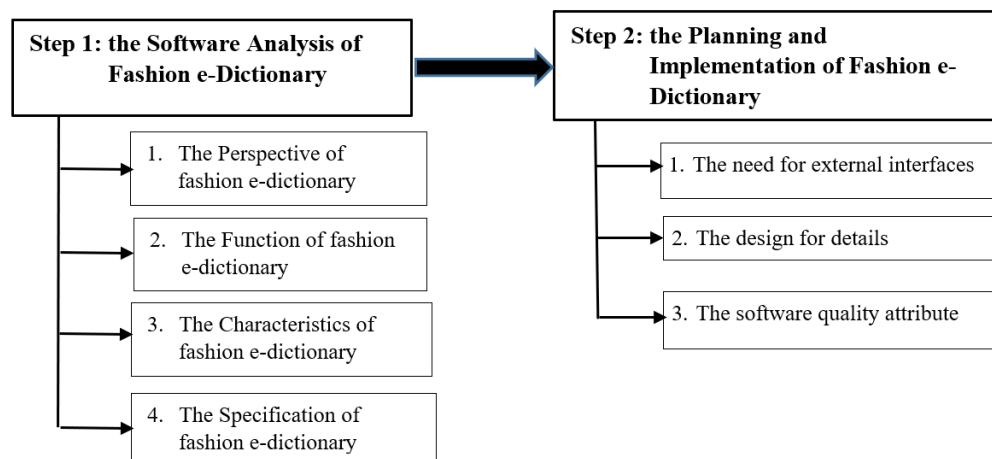 Step 1: the Software Analysis of
Fashion e-Dictionary
1. The Perspective of
fashion e-dictionary
2. The Function of fashion
e-dictionary
3. The Characteristics of
fashion e-dictionary
4. The Specification of
fashion e-dictionary
Step 2: the Planning and
Implementation of Fashion e-
Dictionary
1. The need for external interfaces
2. The design for details
3. The software quality attribute